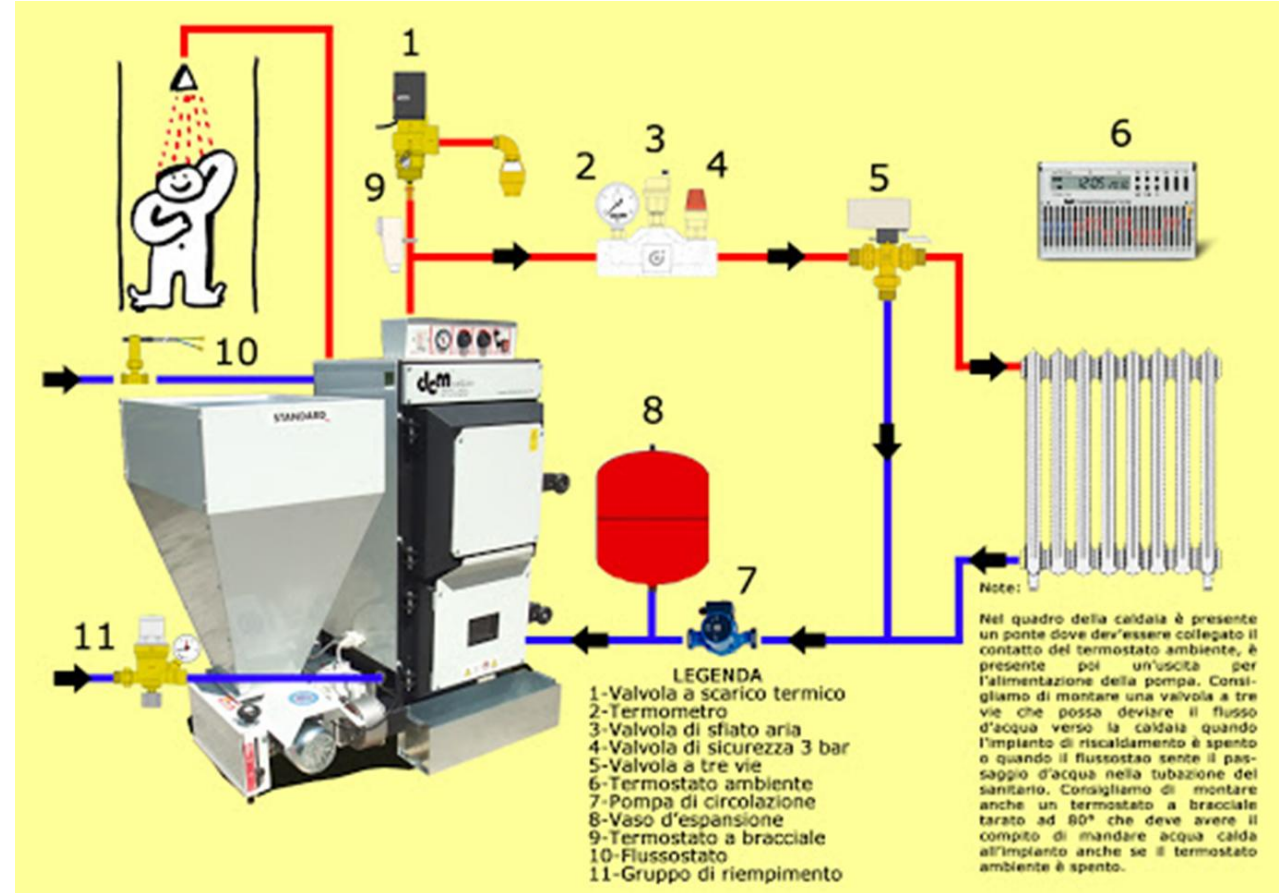 1
2
3
4
5
6
12:05
9
10
dcm
STANDARD
8
7
11
LEGENDA
1-Valvola a scarico termico
2-Termometro
3-Valvola di sfiato aria
4-Valvola di sicurezza 3 bar
5-Valvola a tre vie
6-Termostato ambiente
7-Pompa di circolazione
8-Vaso d'espansione
9-Termostato a bracciale
10-Flussostato
11-Gruppo di riempimento
Note:
Nel quadro della caldaia è presente
un ponte dove dev'essere collegato il
contatto del termostato ambiente, è
presente poi un'uscita per
l'alimentazione della pompa. Consi-
gliamo di montare una valvola a tre
vie che possa deviare il flusso
d'acqua verso la caldaia quando
l'impianto di riscaldamento è spento
o quando il flussostao sente il pas-
saggio d'acqua nella tubazione del
sanitario. Consigliamo di montare
anche un termostato a bracciale
tarato ad 80° che deve avere il
compito di mandare acqua calda
all'impianto anche se il termostato
ambiente è spento.